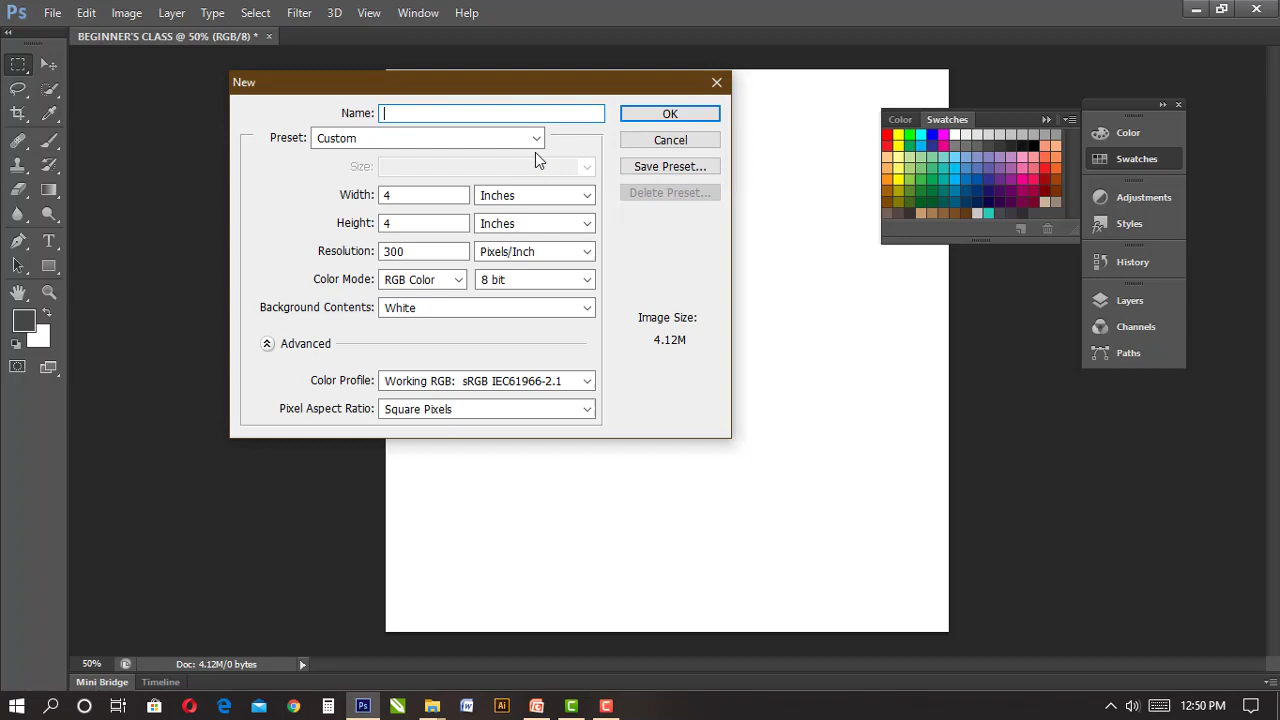 Ps File Edit Image Layer Type Select Filter 3D View Window Help
BEGINNER'S CLASS @ 50% (RGB/8) * ×
New
Name:
OK
Preset: Custom
Cancel
Size:
Save Preset...
Width: 4 Inches
Delete Preset...
Height: 4 Inches
Resolution: 300 Pixels/Inch
Color Mode: RGB Color 8 bit
Background Contents: White
Image Size:
4.12M
Advanced
Color Profile: Working RGB: sRGB IEC61966-2.1
Pixel Aspect Ratio: Square Pixels
Color Swatches
Color
Swatches
Adjustments
Styles
History
Layers
Channels
Paths
50% Doc: 4.12M/0 bytes
Mini Bridge Timeline
Ps Ai 12:50 PM